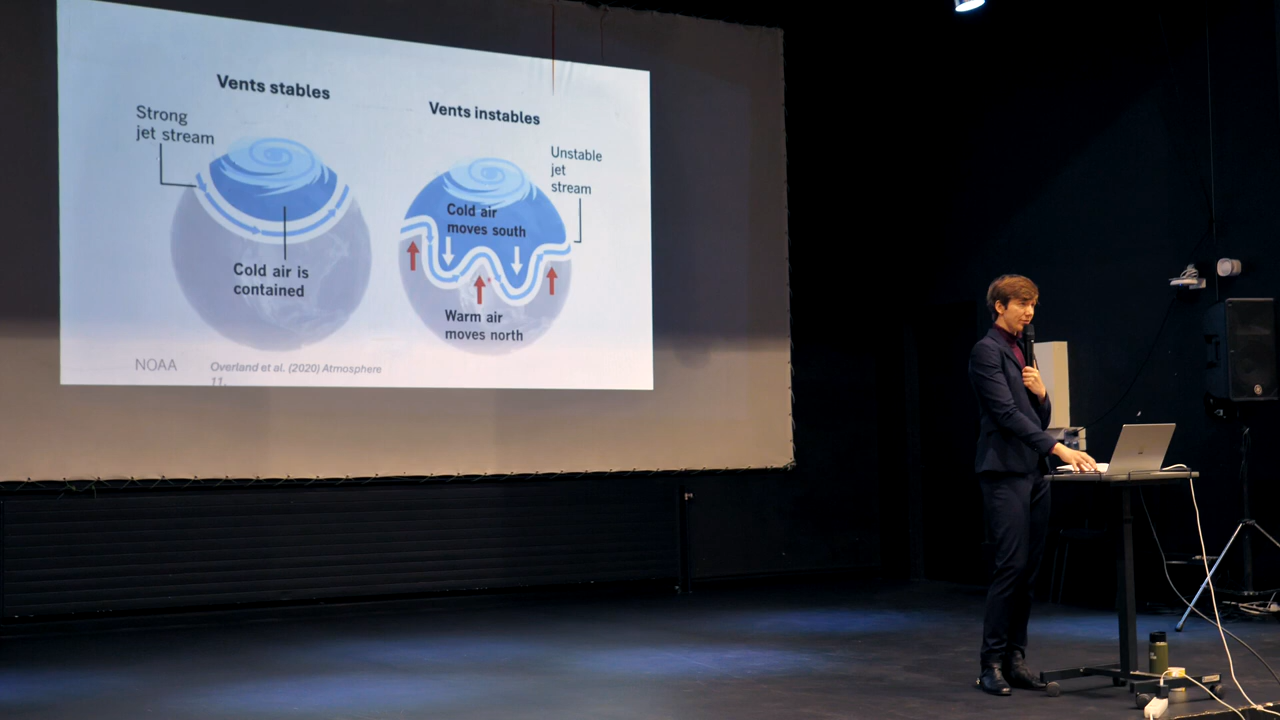 Vents stables
Strong
jet stream
Cold air is
contained
Vents instables
Unstable
jet
stream
Cold air
moves south
Warm air
moves north
NOAA
Overland et al. (2020) Atmosphere
11.